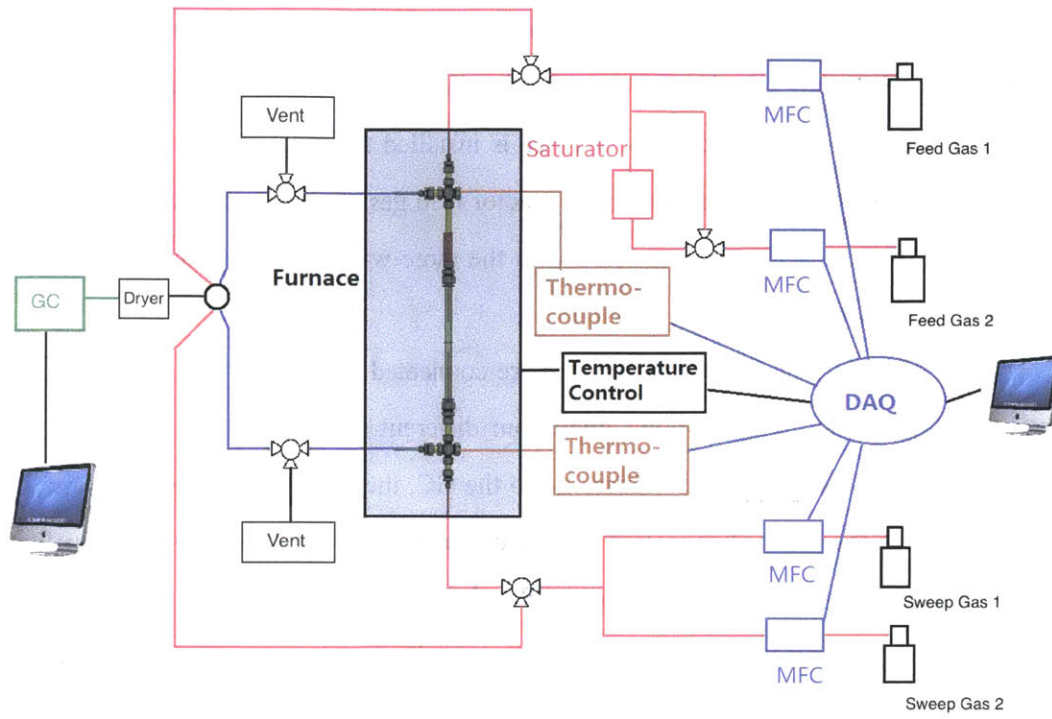 Vent
MFC
Feed Gas 1
Saturator
Furnace
GC
Dryer
MFC
Feed Gas 2
Thermo-
couple
Temperature
Control
DAQ
Thermo-
couple
Vent
MFC
Sweep Gas 1
MFC
Sweep Gas 2